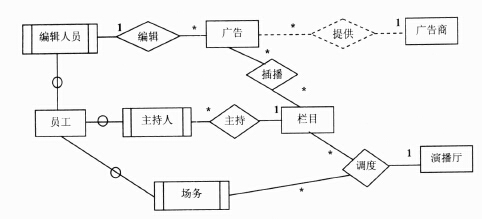 编辑人员 1 编辑 * 广告 * 提供 1 广告商
*
插播
*
员工 主持人 * 主持 1 栏目
*
调度 1 演播厅
场务 *